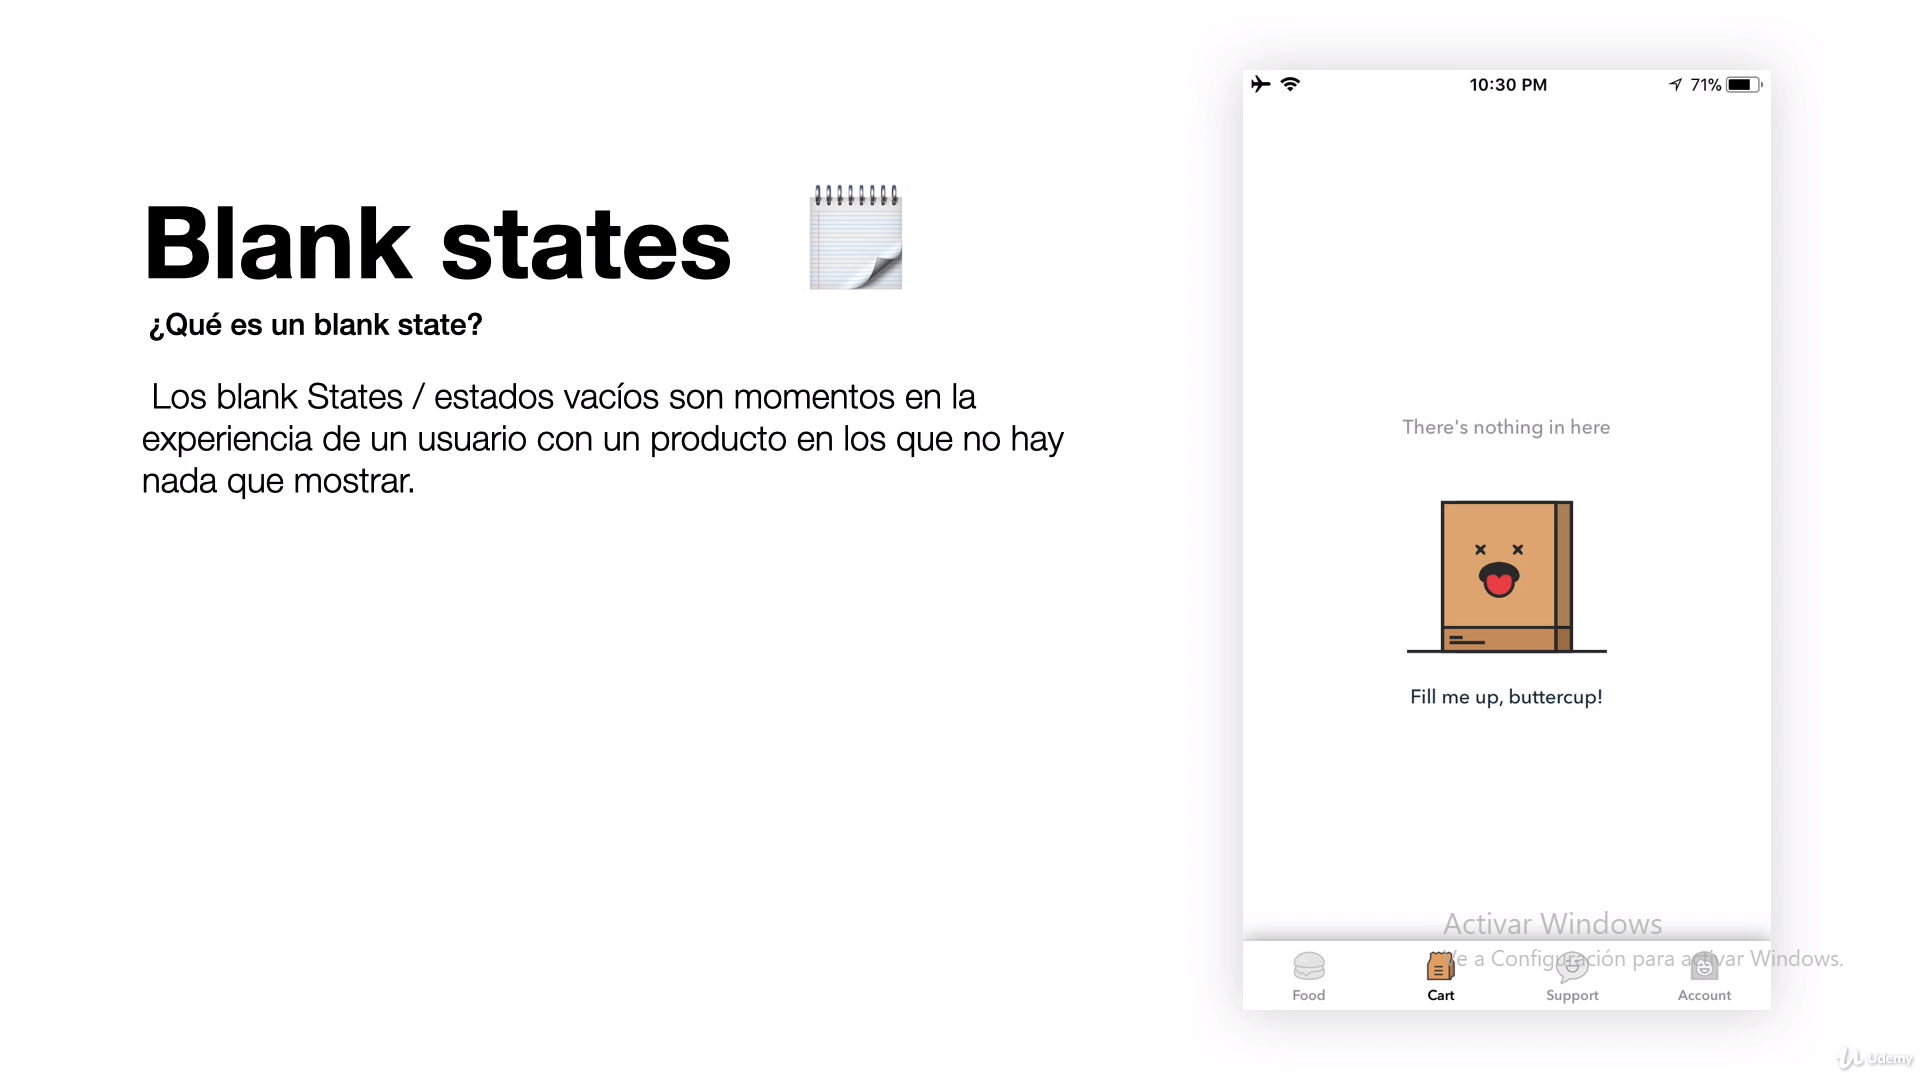 Blank states
¿Qué es un blank state?
Los blank States / estados vacíos son momentos en la
experiencia de un usuario con un producto en los que no hay
nada que mostrar.
10:30 PM
71%
There's nothing in here
Fill me up, buttercup!
Activar Windows
Ve a Configuración para activar Windows.
Food
Cart
Support
Account
Udemy